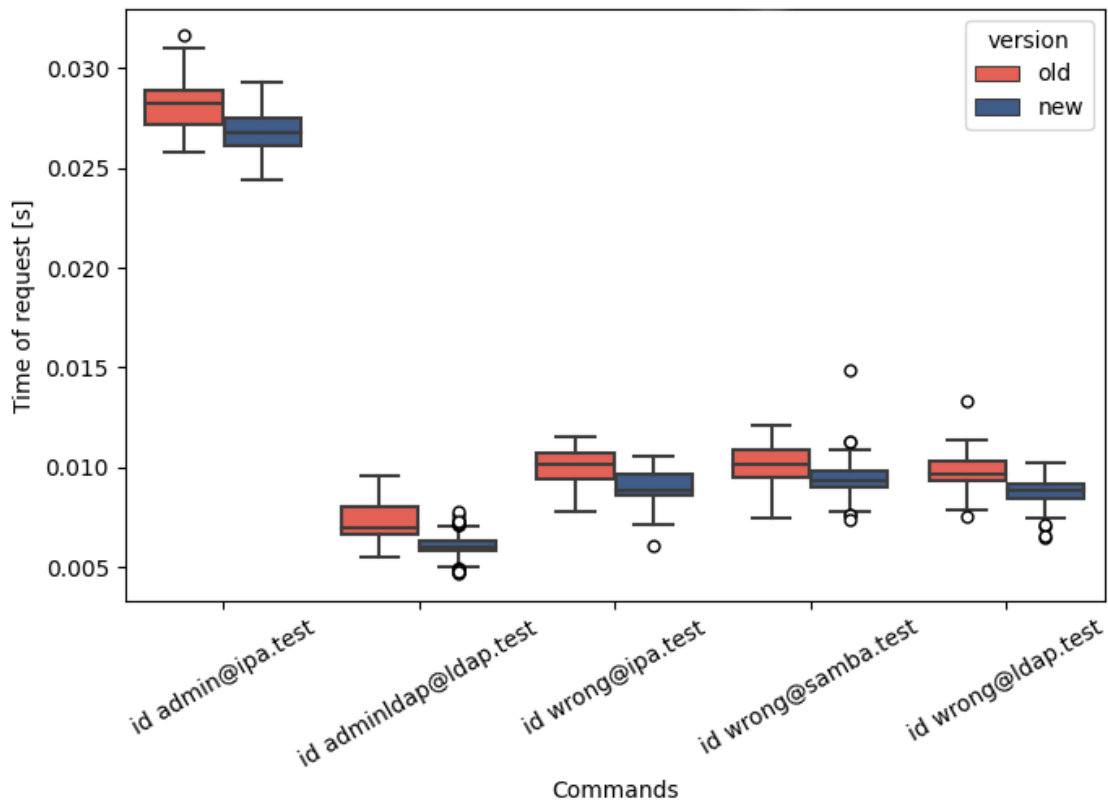 version
old
new
0.030
0.025
0.020
0.015
0.010
0.005
Time of request [s]
id admin@ipa.test
id adminldap@ldap.test
id wrong@ipa.test
id wrong@samba.test
id wrong@ldap.test
Commands